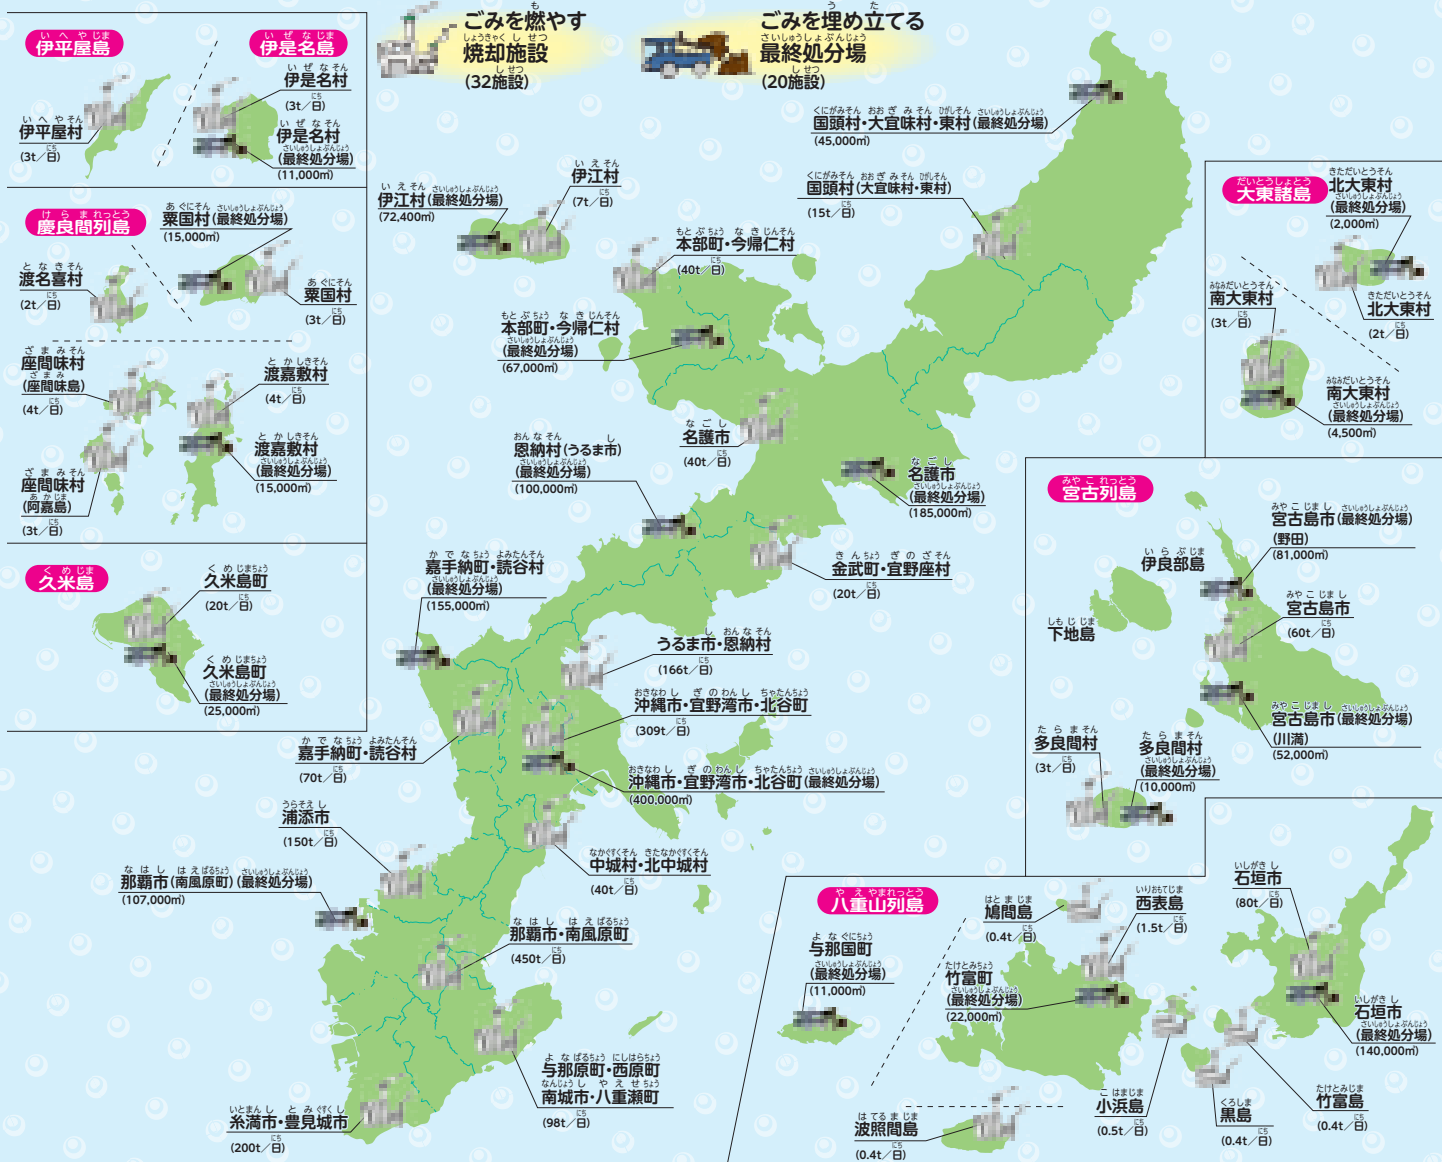 ごみを燃やす
焼却施設
(32施設)
ごみを埋め立てる
最終処分場
(20施設)
伊平屋島
伊平屋村
(3t／日)
伊是名島
伊是名村
(3t／日)
伊是名村
(最終処分場)
(11,000㎥)
慶良間列島
粟国村(最終処分場)
(15,000㎥)
渡名喜村
(2t／日)
粟国村
(3t／日)
座間味村
(座間味島)
(4t／日)
渡嘉敷村
(4t／日)
渡嘉敷村
(最終処分場)
(15,000㎥)
座間味村
(阿嘉島)
(3t／日)
久米島
久米島町
(20t／日)
久米島町
(最終処分場)
(25,000㎥)
国頭村・大宜味村・東村(最終処分場)
(45,000㎥)
国頭村(大宜味村・東村)
(15t／日)
伊江村
(7t／日)
伊江村(最終処分場)
(72,400㎥)
本部町・今帰仁村
(40t／日)
本部町・今帰仁村
(最終処分場)
(67,000㎥)
名護市
(40t／日)
恩納村(うるま市)
(最終処分場)
(100,000㎥)
名護市
(最終処分場)
(185,000㎥)
金武町・宜野座村
(20t／日)
嘉手納町・読谷村
(最終処分場)
(155,000㎥)
うるま市・恩納村
(166t／日)
沖縄市・宜野湾市・北谷町
(309t／日)
嘉手納町・読谷村
(70t／日)
沖縄市・宜野湾市・北谷町(最終処分場)
(400,000㎥)
浦添市
(150t／日)
中城村・北中城村
(40t／日)
那覇市(南風原町)(最終処分場)
(107,000㎥)
那覇市・南風原町
(450t／日)
与那原町・西原町
南城市・八重瀬町
(98t／日)
糸満市・豊見城市
(200t／日)
大東諸島
北大東村
(最終処分場)
(2,000㎥)
北大東村
(2t／日)
南大東村
(3t／日)
南大東村
(最終処分場)
(4,500㎥)
宮古列島
宮古島市(最終処分場)
(野田)
(81,000㎥)
伊良部島
下地島
宮古島市
(60t／日)
宮古島市(最終処分場)
(川満)
(52,000㎥)
多良間村
(3t／日)
多良間村
(最終処分場)
(10,000㎥)
八重山列島
与那国町
(最終処分場)
(11,000㎥)
鳩間島
(0.4t／日)
西表島
(1.5t／日)
竹富町
(最終処分場)
(22,000㎥)
石垣市
(80t／日)
石垣市
(最終処分場)
(140,000㎥)
小浜島
(0.5t／日)
黒島
(0.4t／日)
竹富島
(0.4t／日)
波照間島
(0.4t／日)